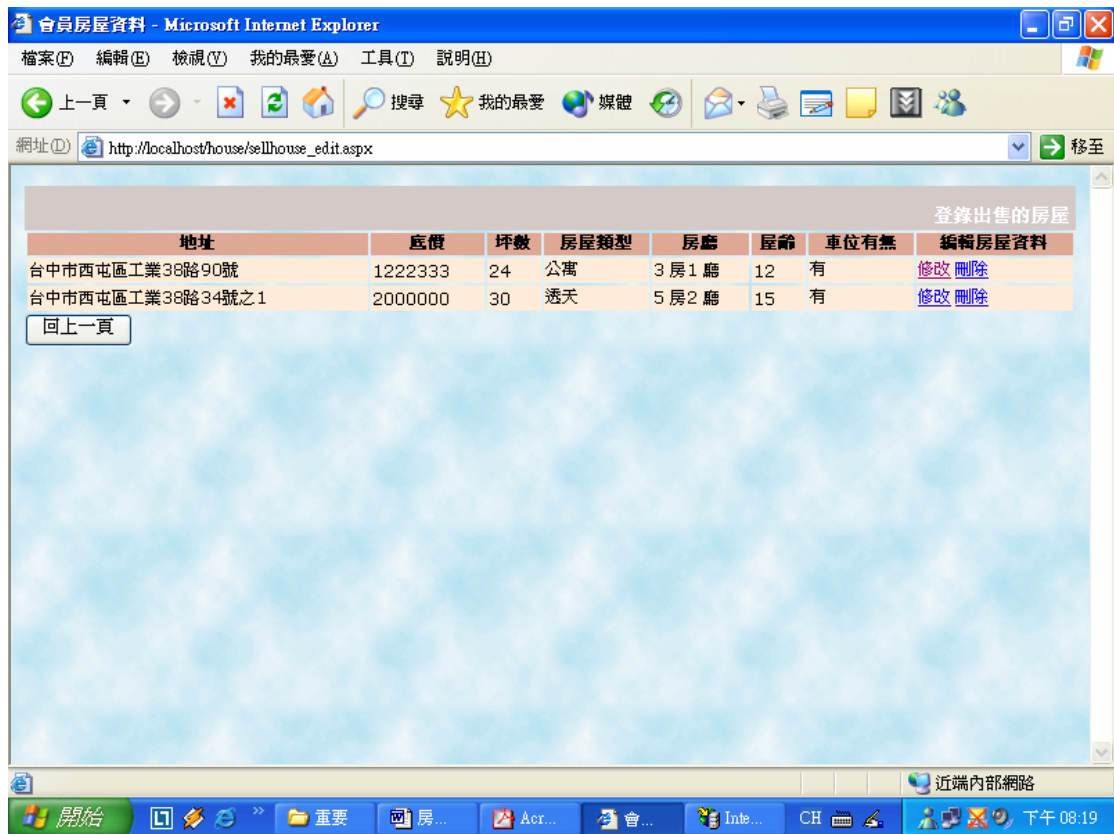 會員房屋資料 - Microsoft Internet Explorer
檔案(F) 編輯(E) 檢視(V) 我的最愛(A) 工具(T) 說明(H)
上一頁 搜尋 我的最愛 媒體
網址(D) http://localhost/house/sellhouse_edit.aspx 移至
登錄出售的房屋
地址 底價 坪數 房屋類型 房廳 屋齡 車位有無 編輯房屋資料
台中市西屯區工業38路90號 1222333 24 公寓 3 房1 廳 12 有 修改 刪除
台中市西屯區工業38路34號之1 2000000 30 透天 5 房2 廳 15 有 修改 刪除
回上一頁
近端內部網路
開始 重要 房... Acr... 會... Inte... CH 下午 08:19